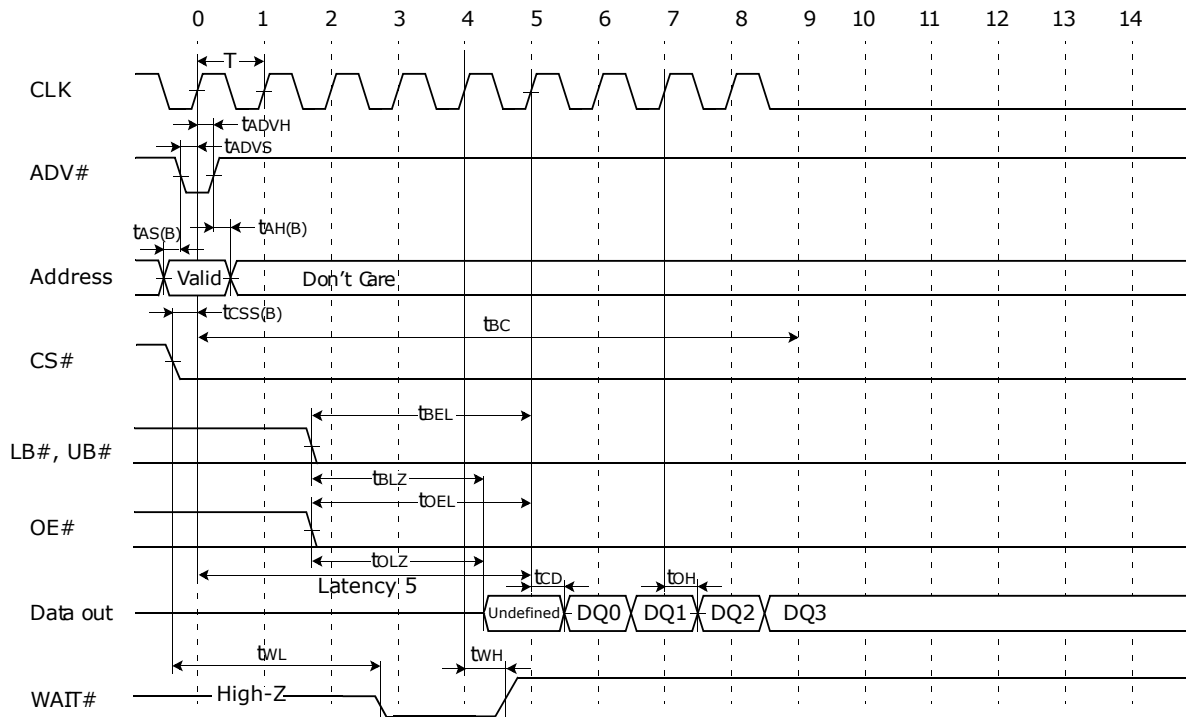 0 1 2 3 4 5 6 7 8 9 10 11 12 13 14
T
CLK
tADVH
tADVS
ADV#
tAS(B)
tAH(B)
Address
Valid
Don't Care
tCSS(B)
tBC
CS#
tBEL
LB#, UB#
tBLZ
tOEL
OE#
tOLZ
Latency 5
tCD
tOH
Data out
Undefined
DQ0
DQ1
DQ2
DQ3
tWL
tWH
WAIT#
High-Z